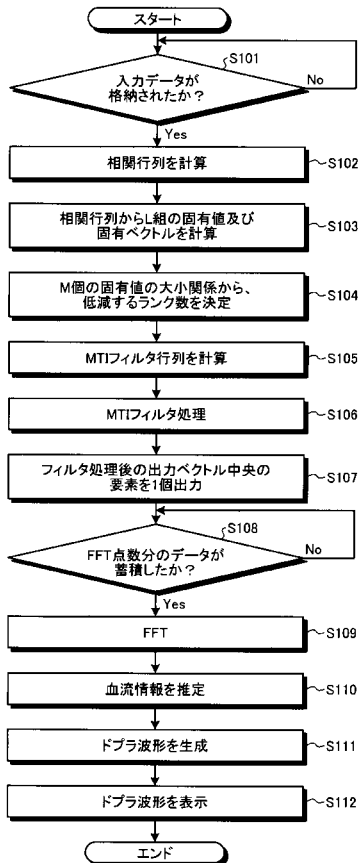 スタート
S101
入力データが
格納されたか？
No
Yes
相関行列を計算
S102
相関行列からL組の固有値及び
固有ベクトルを計算
S103
M個の固有値の大小関係から、
低減するランク数を決定
S104
MTIフィルタ行列を計算
S105
MTIフィルタ処理
S106
フィルタ処理後の出力ベクトル中央の
要素を1個出力
S107
S108
FFT点数分のデータが
蓄積したか？
No
Yes
FFT
S109
血流情報を推定
S110
ドプラ波形を生成
S111
ドプラ波形を表示
S112
エンド